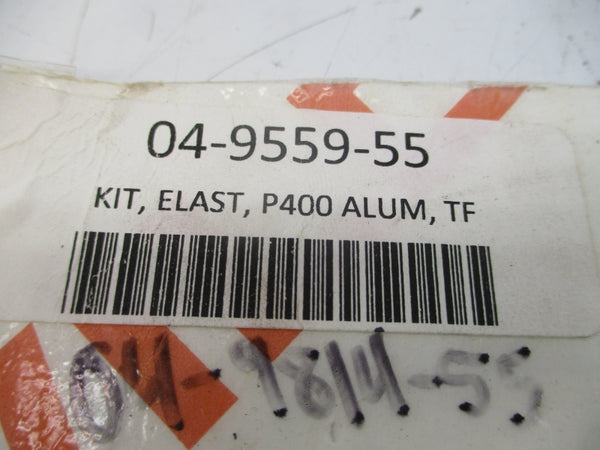 04-9559-55
KIT, ELAST, P400 ALUM, TF
04-9814-55